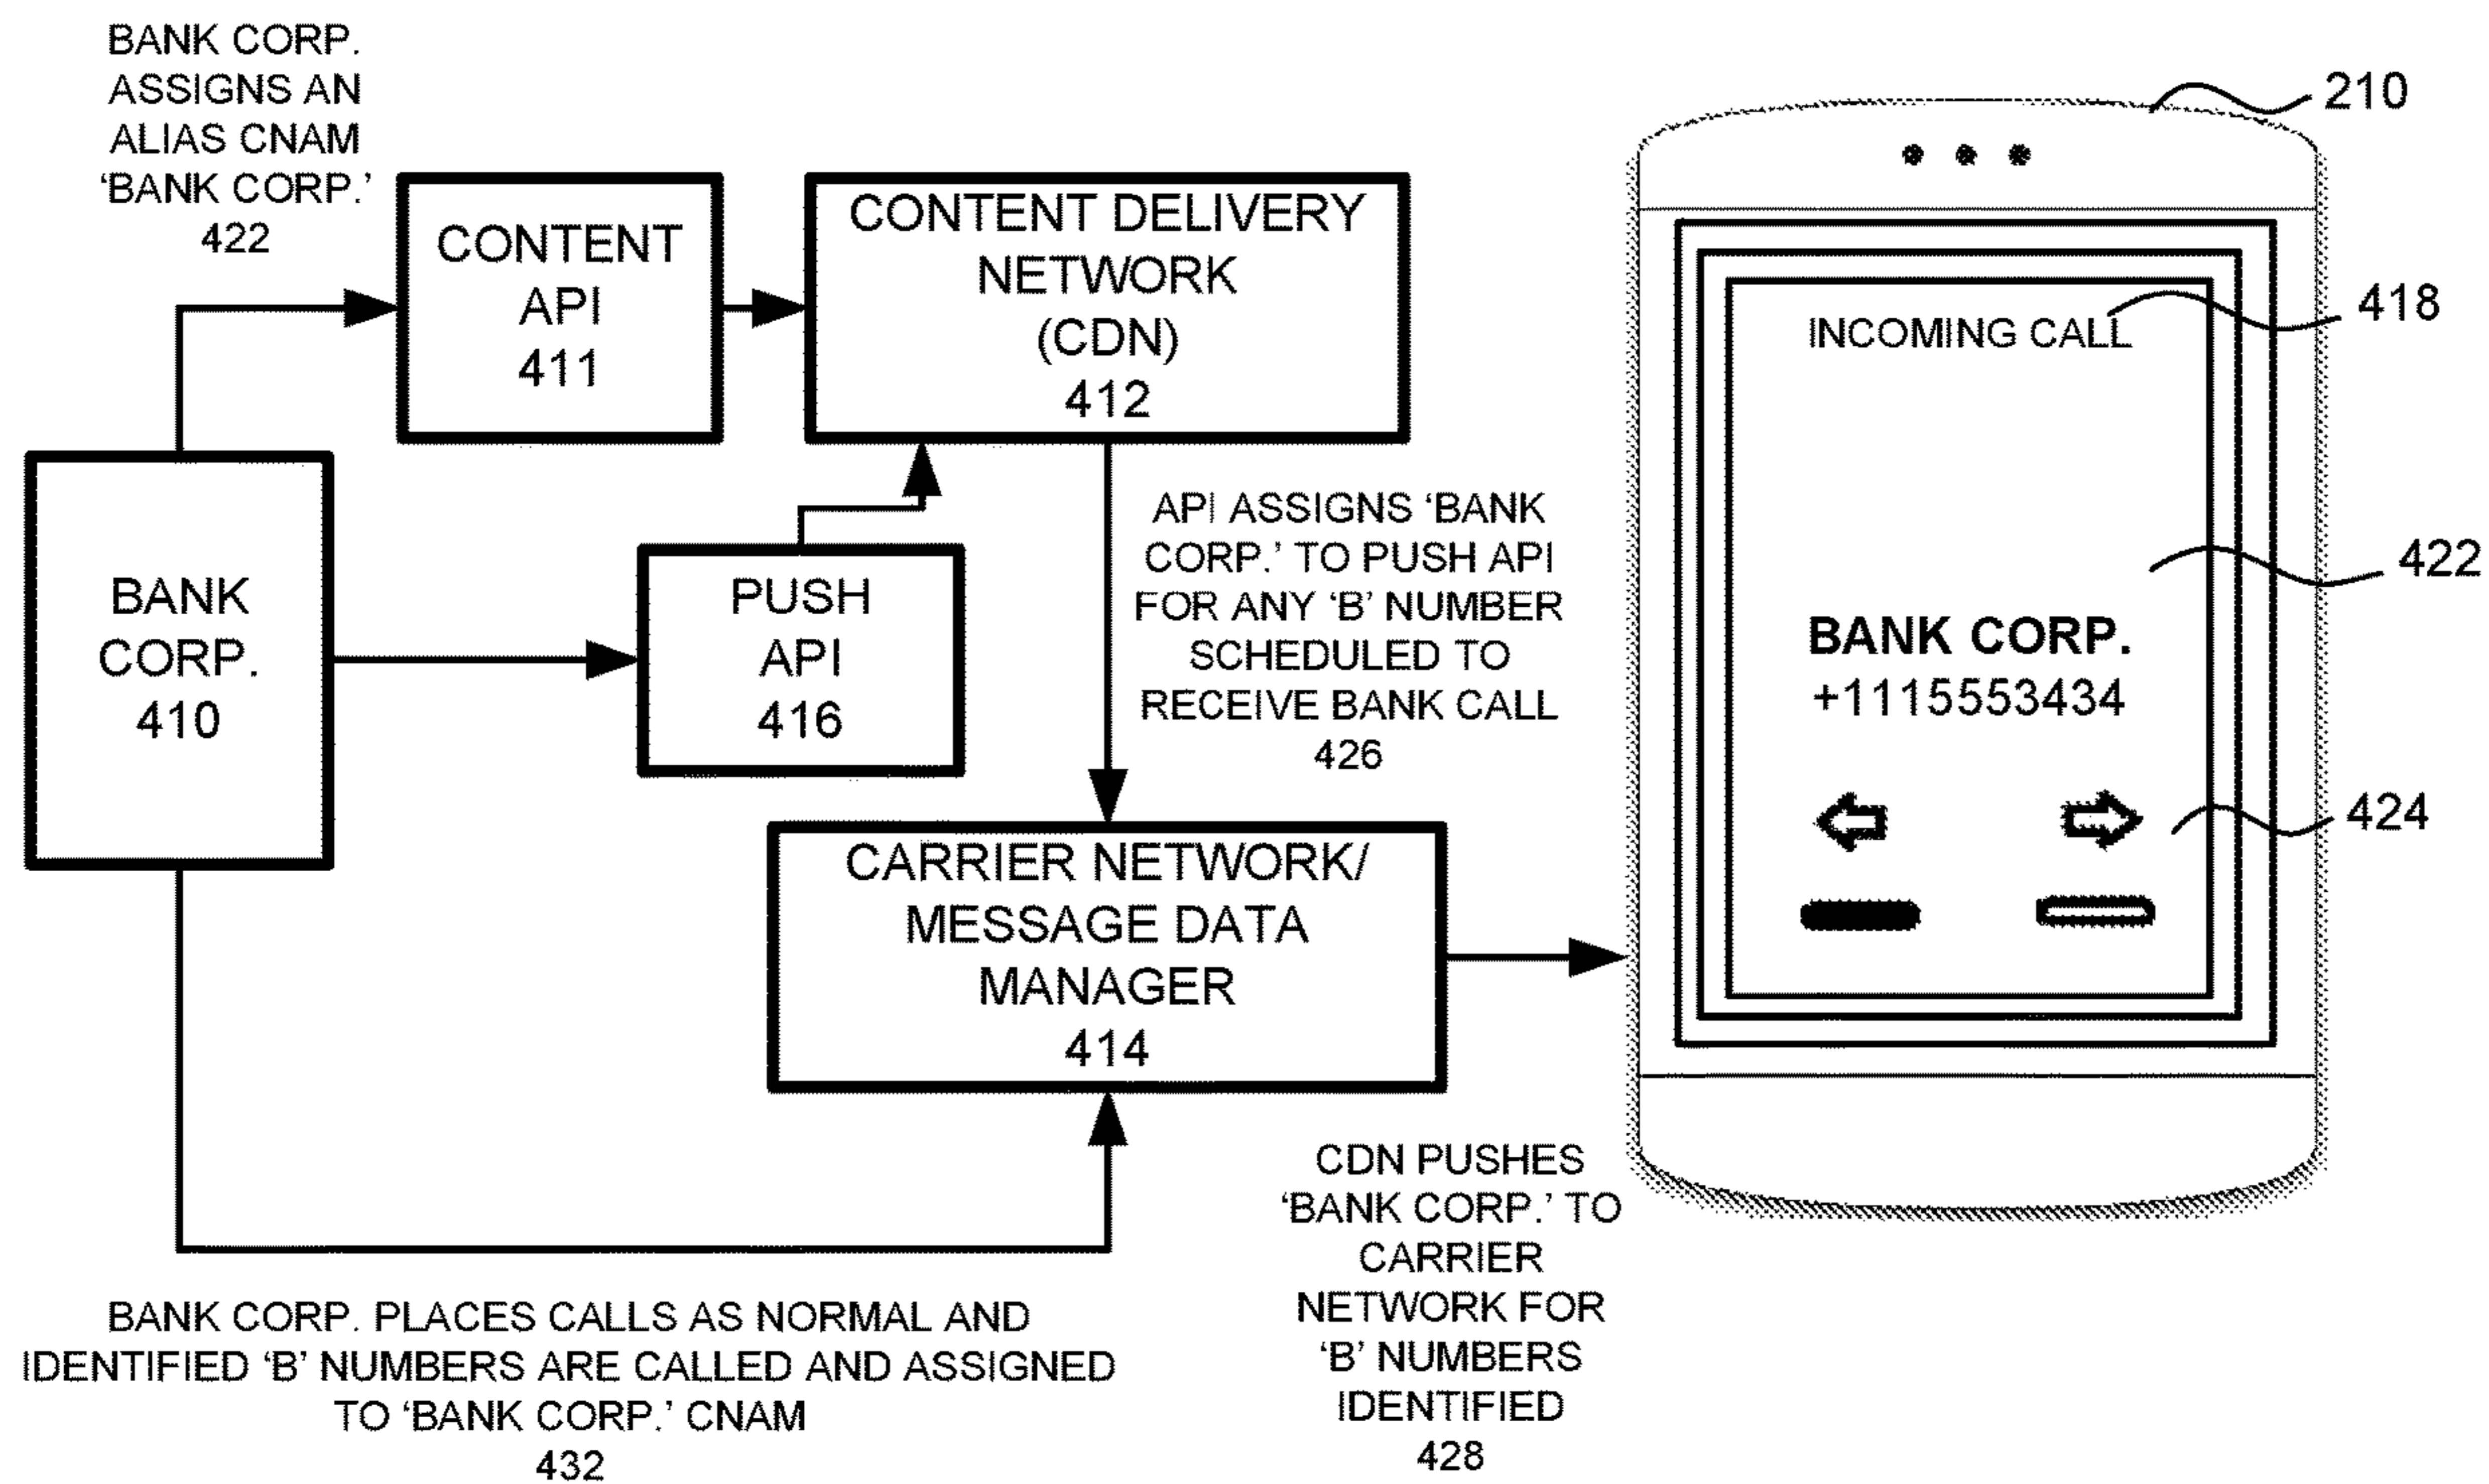 BANK CORP.
ASSIGNS AN
ALIAS CNAM
‘BANK CORP.’
422
CONTENT
API
411
CONTENT DELIVERY
NETWORK
(CDN)
412
BANK
CORP.
410
PUSH
API
416
API ASSIGNS ‘BANK
CORP.’ TO PUSH API
FOR ANY ‘B’ NUMBER
SCHEDULED TO
RECEIVE BANK CALL
426
CARRIER NETWORK/
MESSAGE DATA
MANAGER
414
BANK CORP. PLACES CALLS AS NORMAL AND
IDENTIFIED ‘B’ NUMBERS ARE CALLED AND ASSIGNED
TO ‘BANK CORP.’ CNAM
432
CDN PUSHES
‘BANK CORP.’ TO
CARRIER
NETWORK FOR
‘B’ NUMBERS
IDENTIFIED
428
210
INCOMING CALL
418
422
BANK CORP.
+1115553434
424